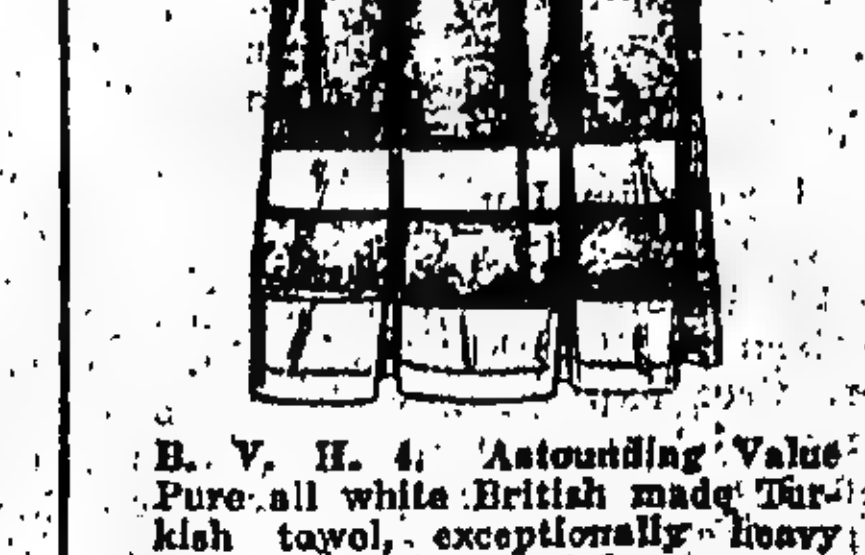 B. V. H. 4. Astounding Value
Pure all white British made Tur-
kish towel, exceptionally heavy